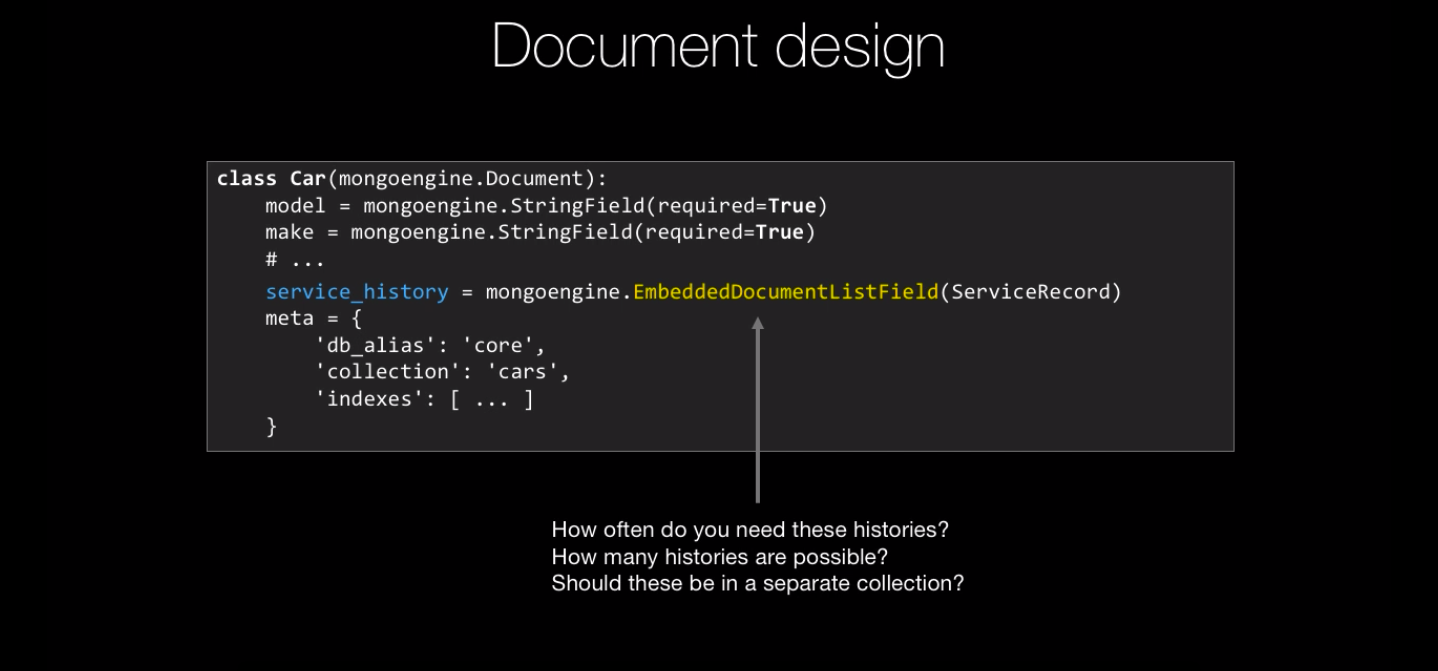 Document design
class Car(mongoengine.Document):
    model = mongoengine.StringField(required=True)
    make = mongoengine.StringField(required=True)
    # ...
    service_history = mongoengine.EmbeddedDocumentListField(ServiceRecord)
    meta = {
        'db_alias': 'core',
        'collection': 'cars',
        'indexes': [ ... ]
    }
How often do you need these histories?
How many histories are possible?
Should these be in a separate collection?